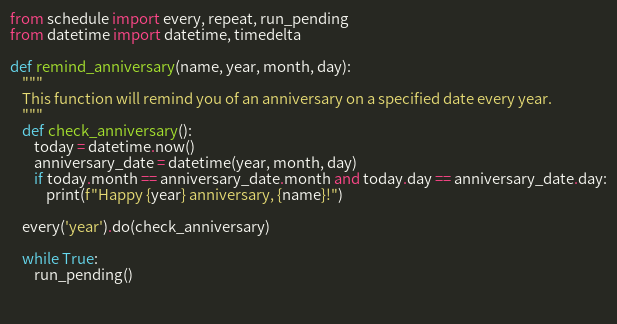 from schedule import every, repeat, run_pending
from datetime import datetime, timedelta

def remind_anniversary(name, year, month, day):
    """
    This function will remind you of an anniversary on a specified date every year.
    """
    def check_anniversary():
        today = datetime.now()
        anniversary_date = datetime(year, month, day)
        if today.month == anniversary_date.month and today.day == anniversary_date.day:
            print(f"Happy {year} anniversary, {name}!")

    every('year').do(check_anniversary)

    while True:
        run_pending()